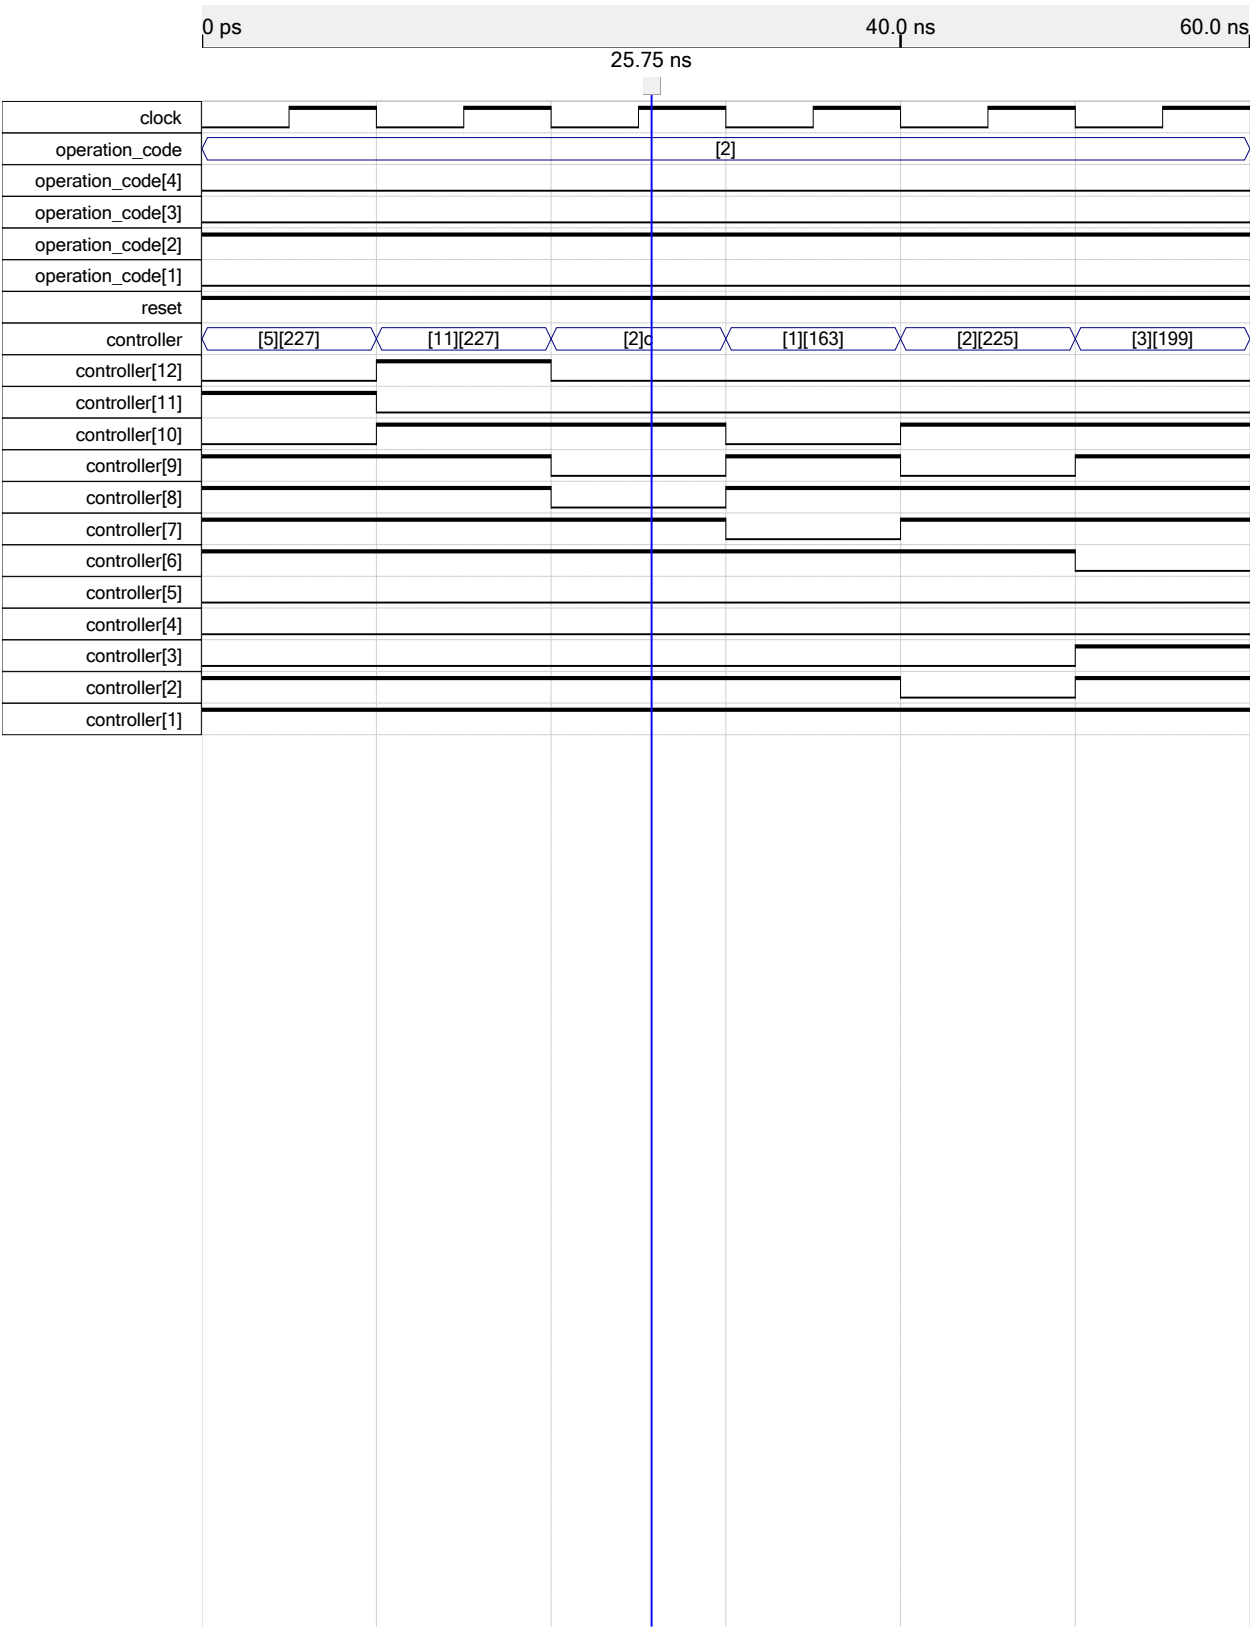 0 ps 40.0 ns 60.0 ns
25.75 ns
clock
operation_code [2]
operation_code[4]
operation_code[3]
operation_code[2]
operation_code[1]
reset
controller [5][227] [11][227] [2]c [1][163] [2][225] [3][199]
controller[12]
controller[11]
controller[10]
controller[9]
controller[8]
controller[7]
controller[6]
controller[5]
controller[4]
controller[3]
controller[2]
controller[1]